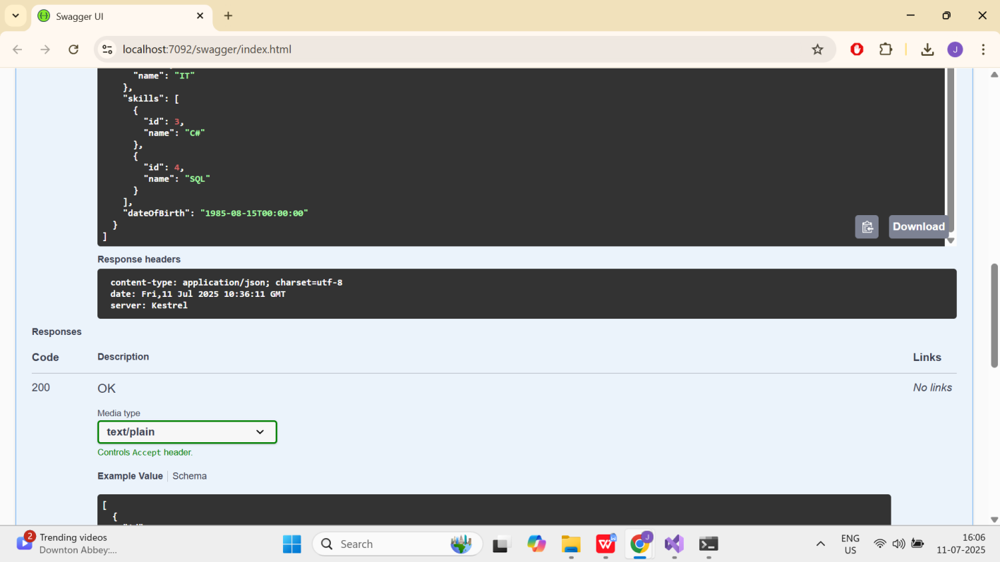 Swagger UI
localhost:7092/swagger/index.html
J
"name": "IT"
},
"skills": [
{
"id": 3,
"name": "C#"
},
{
"id": 4,
"name": "SQL"
}
],
"dateOfBirth": "1985-08-15T00:00:00"
}
]
Download
Response headers
content-type: application/json; charset=utf-8
date: Fri,11 Jul 2025 10:36:11 GMT
server: Kestrel
Responses
Code Description Links
200 OK No links
Media type
text/plain
Controls Accept header.
Example Value Schema
[
{
2
Trending videos
Downton Abbey:...
Search
W
J
ENG
US
16:06
11-07-2025